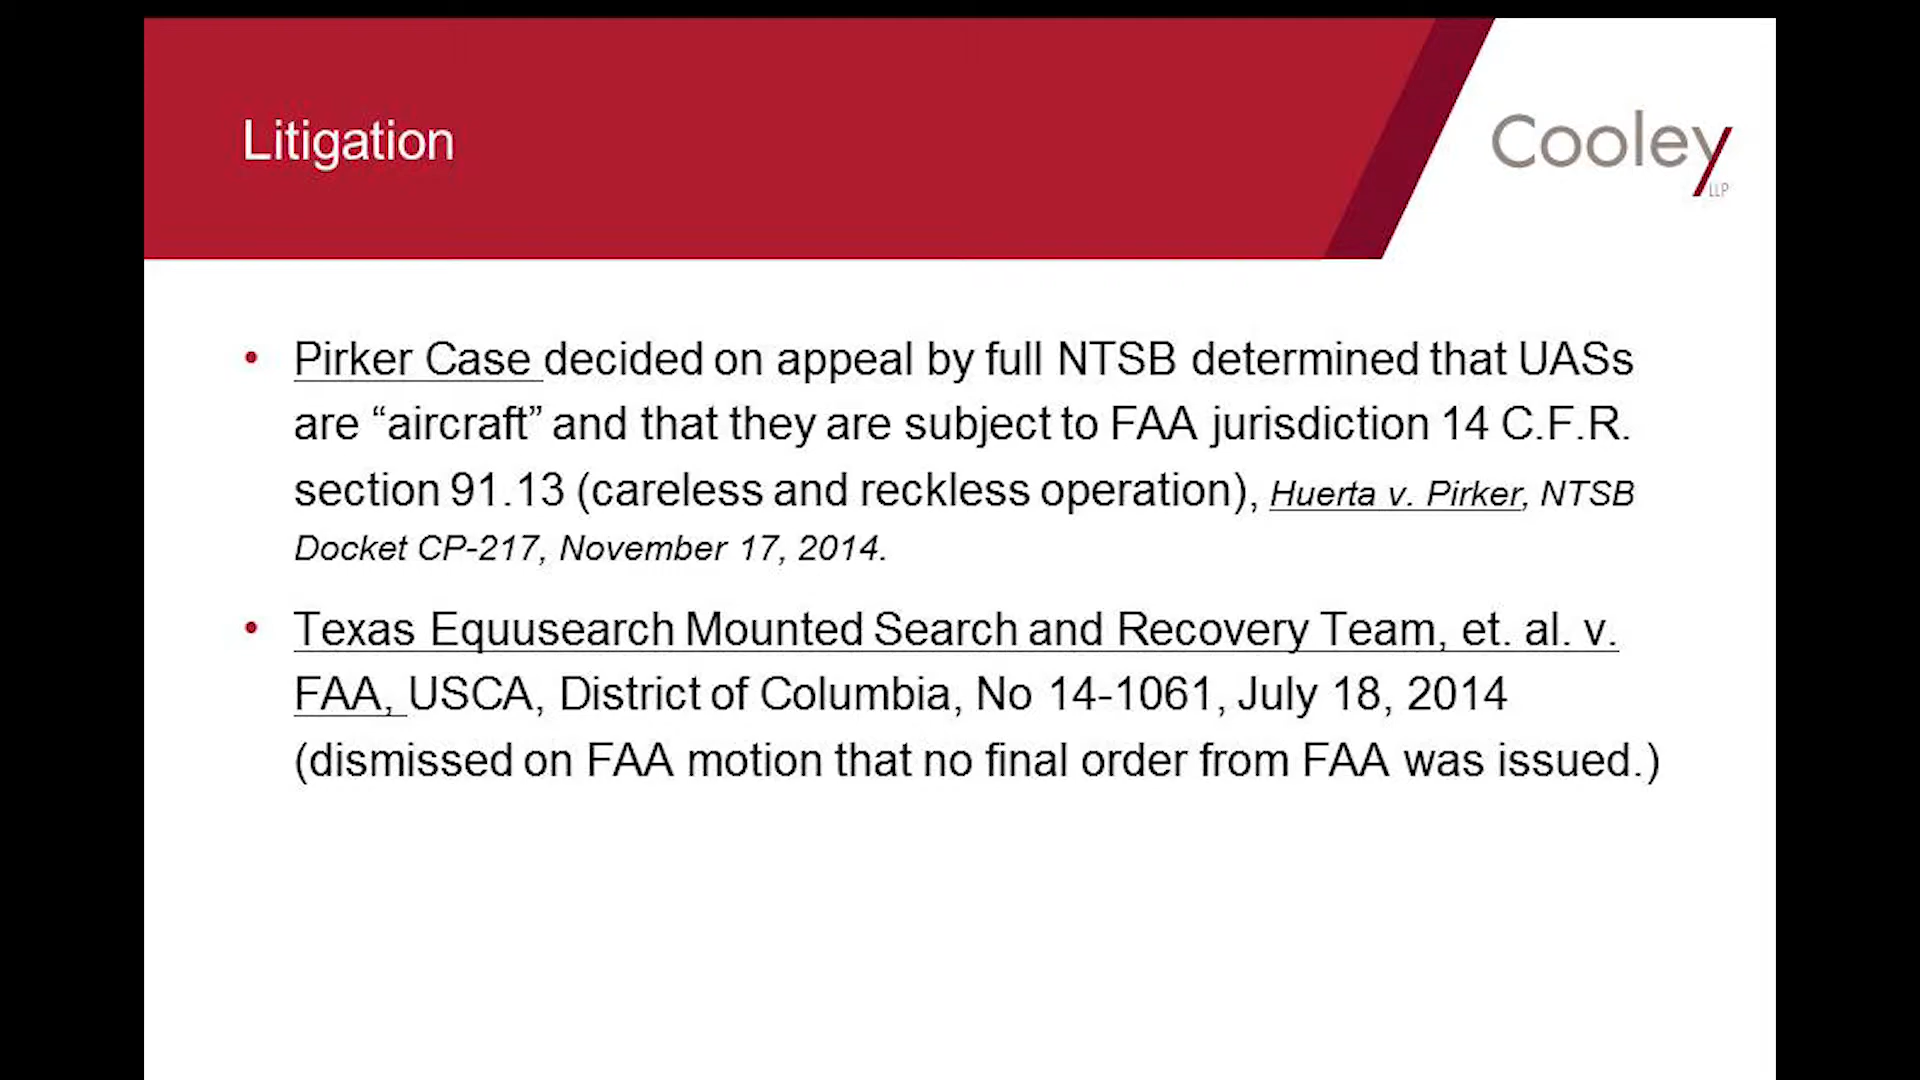 Litigation
Cooley
LLP
• Pirker Case decided on appeal by full NTSB determined that UASs
are “aircraft” and that they are subject to FAA jurisdiction 14 C.F.R.
section 91.13 (careless and reckless operation), Huerta v. Pirker, NTSB
Docket CP-217, November 17, 2014.
• Texas Equusearch Mounted Search and Recovery Team, et. al. v.
FAA, USCA, District of Columbia, No 14-1061, July 18, 2014
(dismissed on FAA motion that no final order from FAA was issued.)